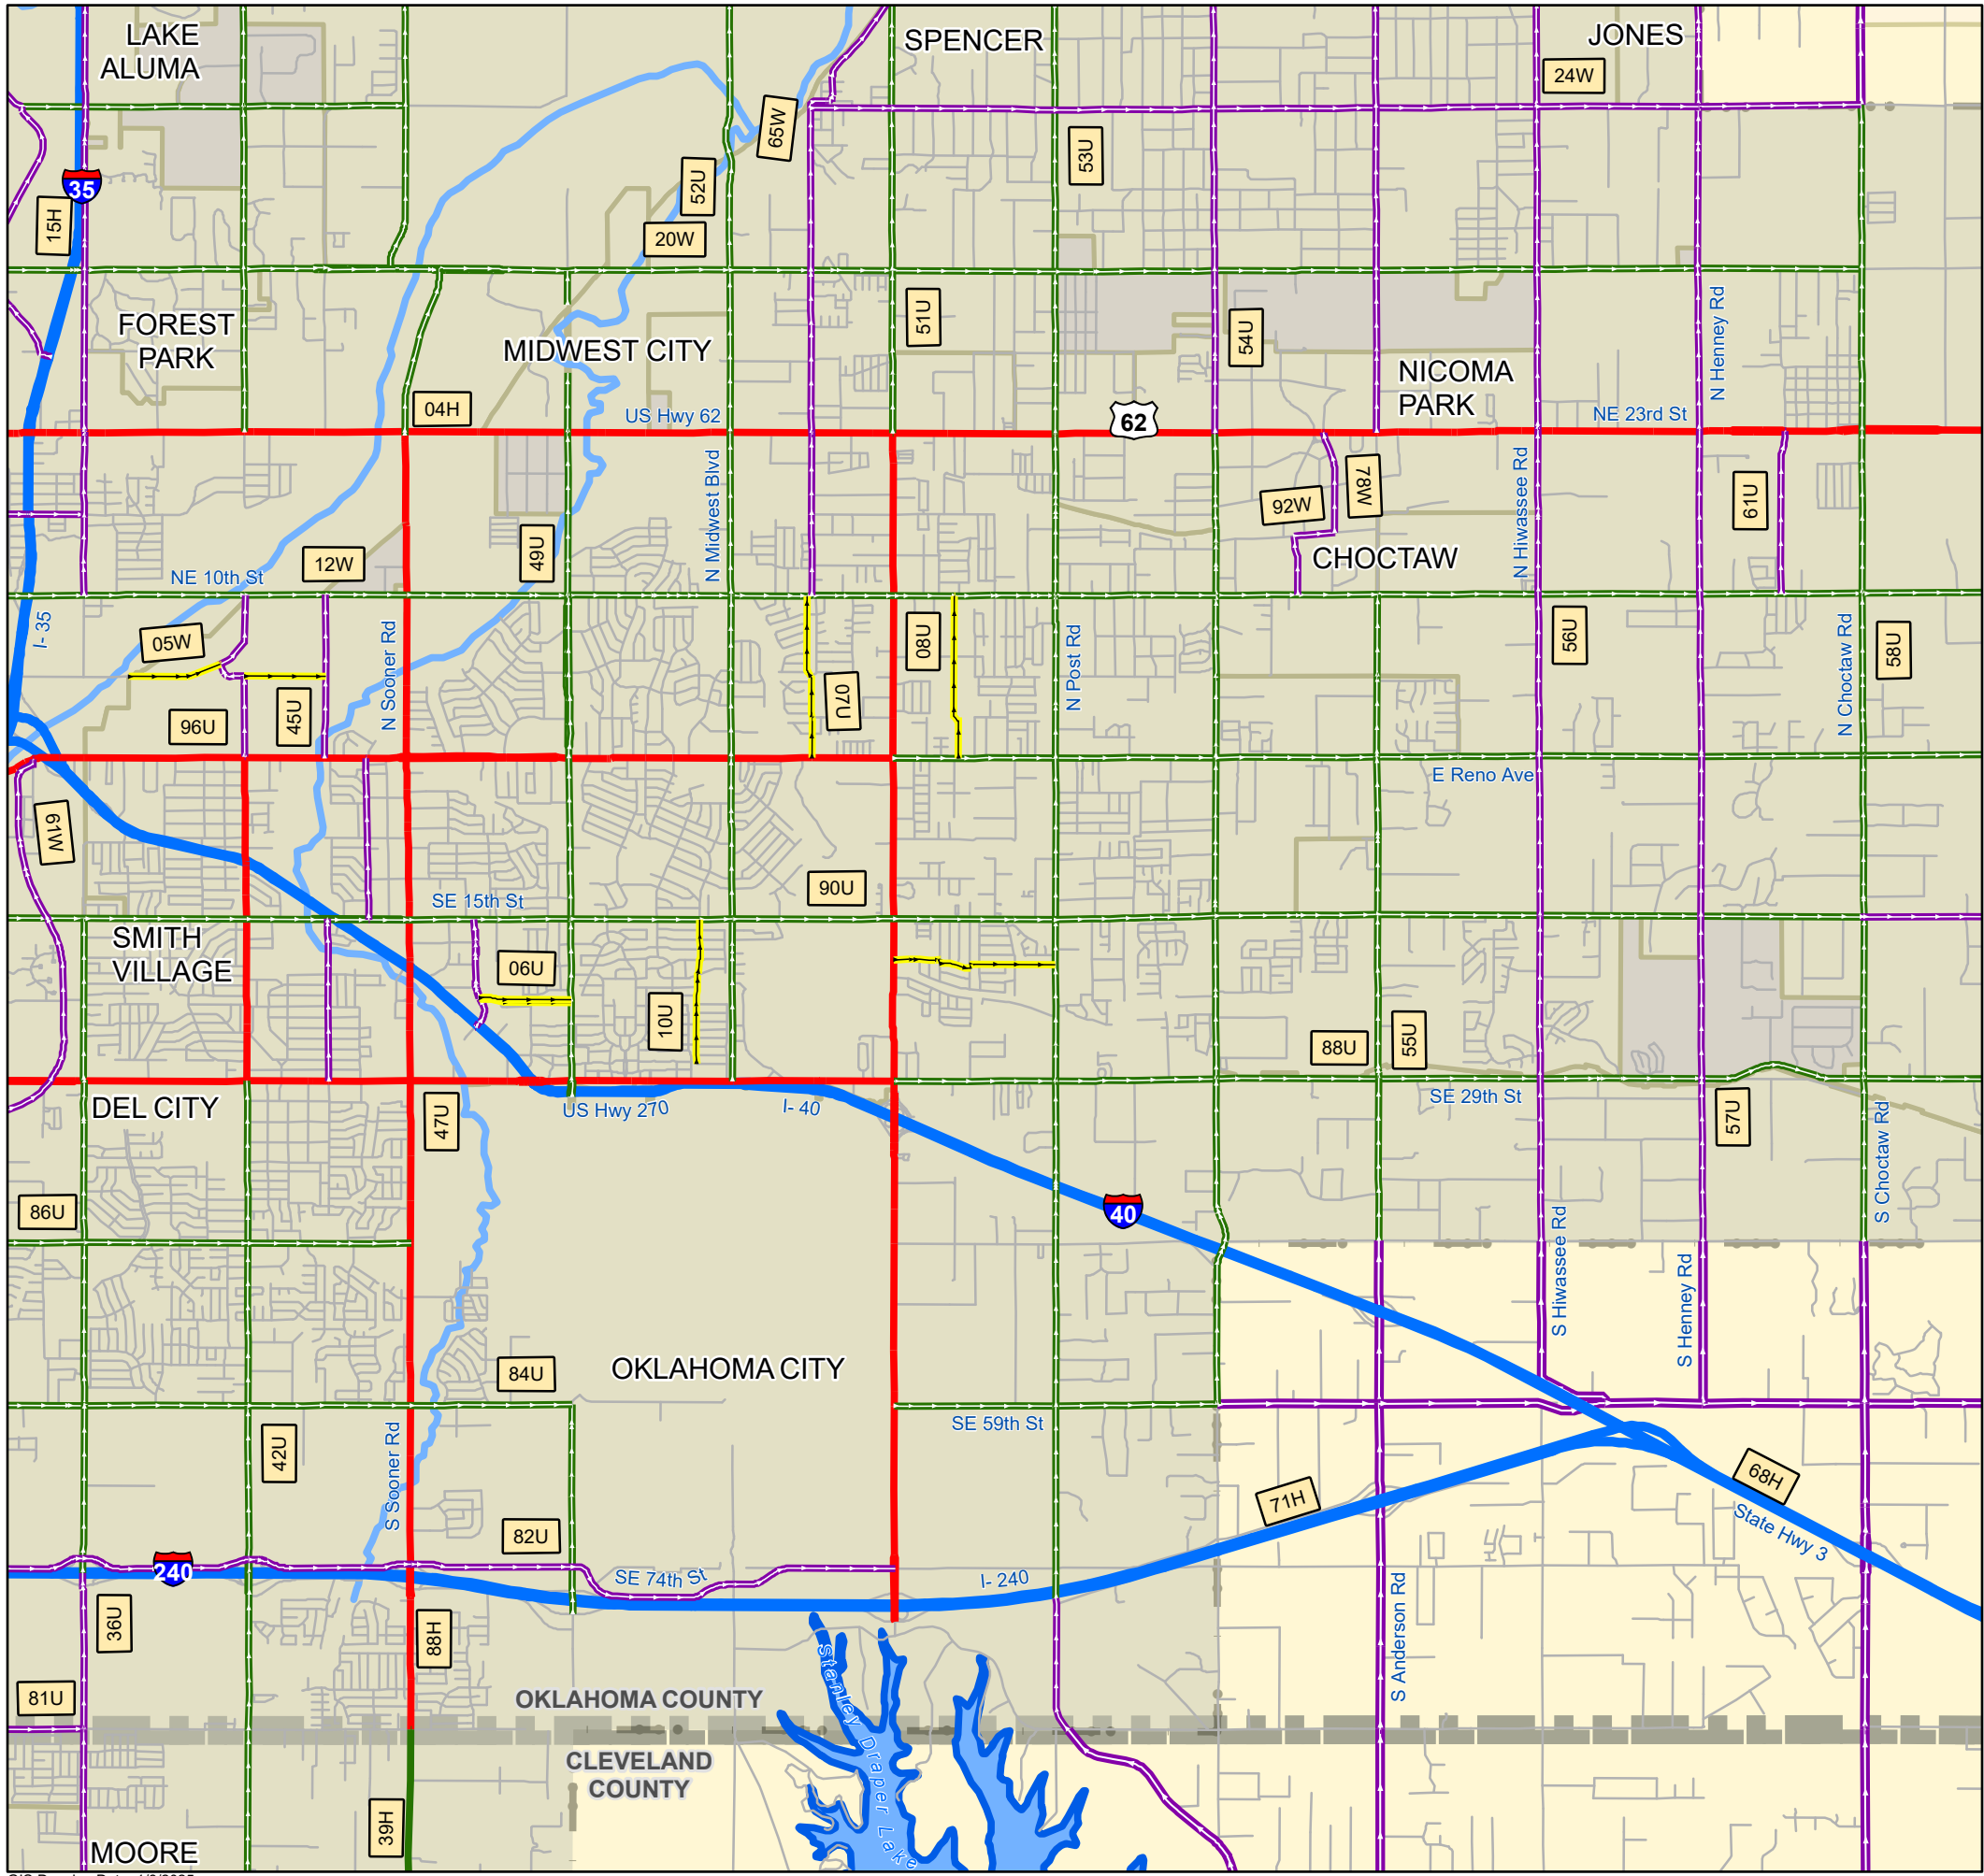 LAKE
ALUMA
SPENCER
JONES
24W
65W
53U
52U
35
15H
20W
51U
54U
N Henney Rd
FOREST
PARK
MIDWEST CITY
NICOMA
PARK
04H
US Hwy 62
62
NE 23rd St
N Midwest Blvd
N Hiwassee Rd
92W
78W
61U
49U
12W
CHOCTAW
NE 10th St
I- 35
05W
N Sooner Rd
08U
N Post Rd
56U
N Choctaw Rd
58U
96U
45U
07U
E Reno Ave
61W
90U
SE 15th St
SMITH
VILLAGE
06U
10U
88U
55U
SE 29th St
DEL CITY
47U
US Hwy 270
I- 40
57U
S Choctaw Rd
86U
40
S Hiwassee Rd
S Henney Rd
84U
OKLAHOMA CITY
SE 59th St
42U
S Sooner Rd
71H
68H
State Hwy 3
82U
240
SE 74th St
I- 240
36U
88H
S Anderson Rd
Stanley Draper Lake
81U
OKLAHOMA COUNTY
CLEVELAND
COUNTY
39H
MOORE